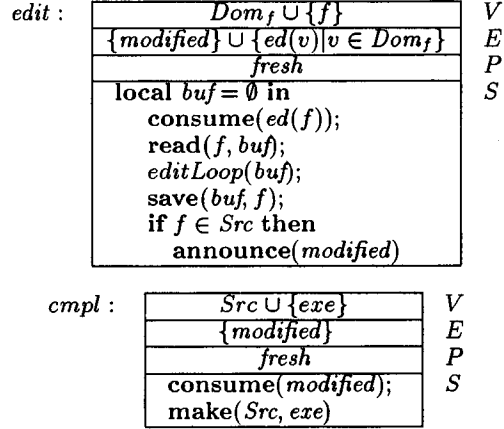 edit : Dom_f ∪ {f} V
{modified} ∪ {ed(v)|v ∈ Dom_f} E
fresh P
local buf = ∅ in S
consume(ed(f));
read(f, buf);
editLoop(buf);
save(buf, f);
if f ∈ Src then
announce(modified)
cmpl : Src ∪ {exe} V
{modified} E
fresh P
consume(modified); S
make(Src, exe)